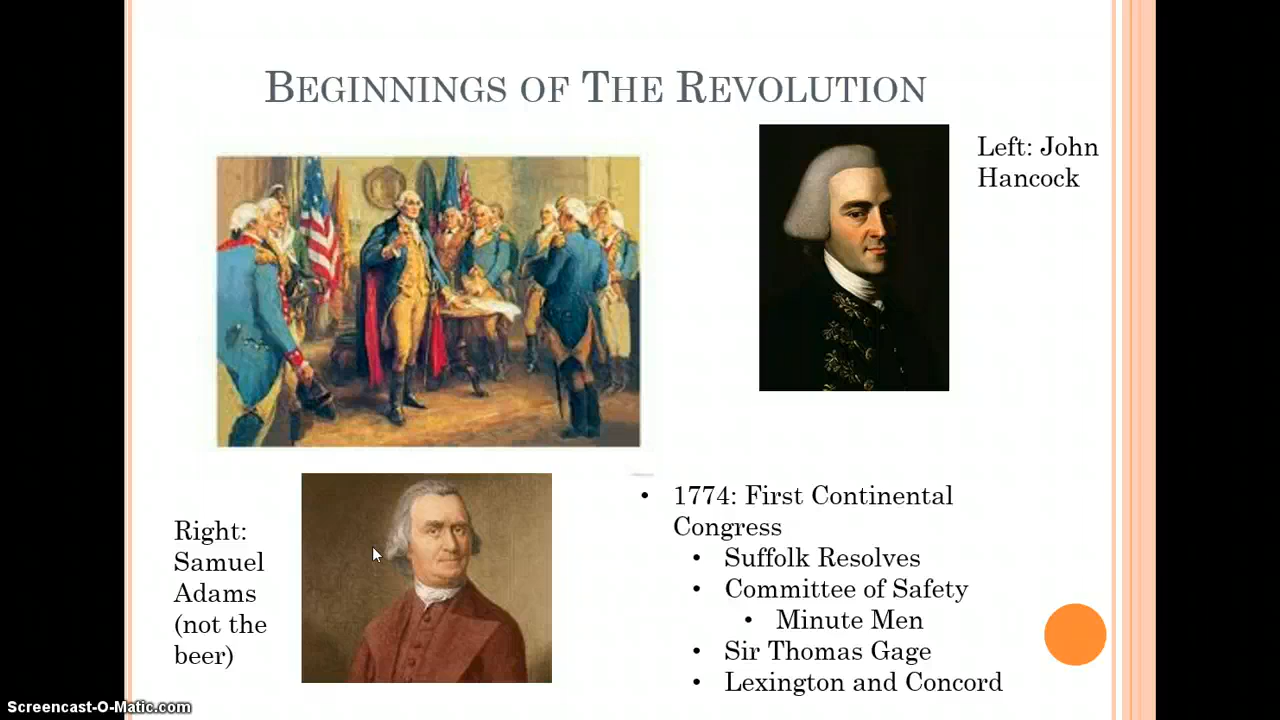 BEGINNINGS OF THE REVOLUTION
Left: John
Hancock
Right:
Samuel
Adams
(not the
beer)
• 1774: First Continental
Congress
• Suffolk Resolves
• Committee of Safety
• Minute Men
• Sir Thomas Gage
• Lexington and Concord
Screencast-O-Matic.com